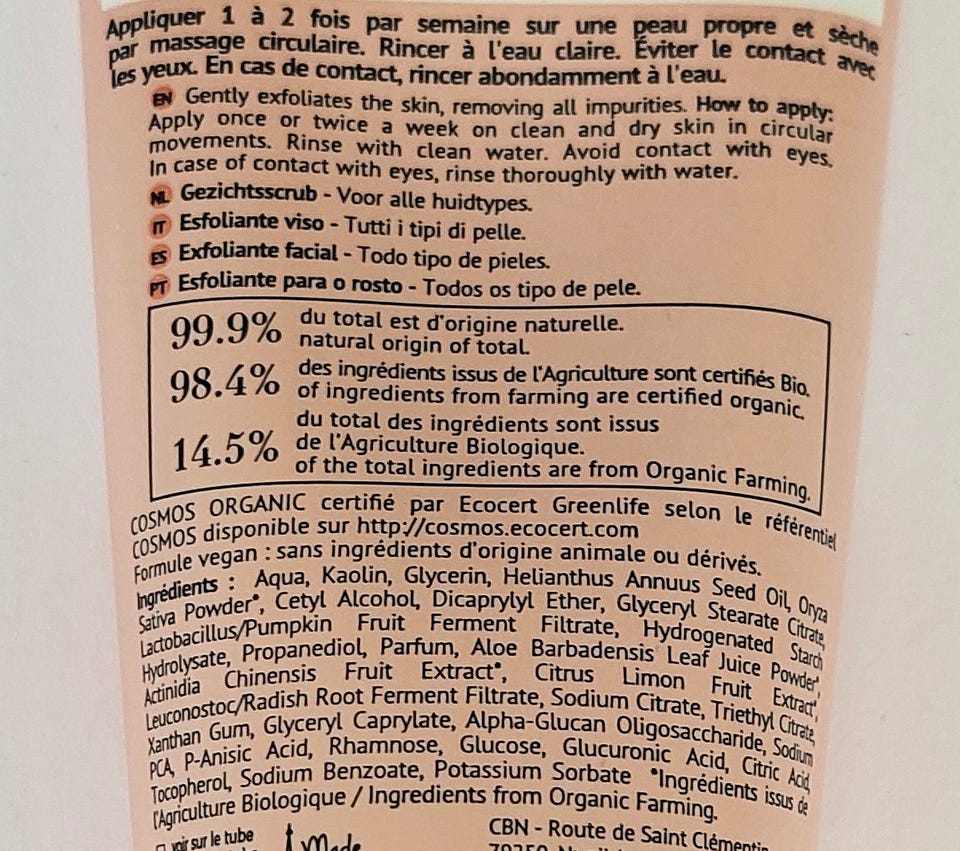 Appliquer 1 à 2 fois par semaine sur une peau propre et sèche
par massage circulaire. Rincer à l'eau claire. Éviter le contact avec
les yeux. En cas de contact, rincer abondamment à l'eau.
EN Gently exfoliates the skin, removing all impurities. How to apply:
Apply once or twice a week on clean and dry skin in circular
movements. Rinse with clean water. Avoid contact with eyes.
In case of contact with eyes, rinse thoroughly with water.
NL Gezichtsscrub - Voor alle huidtypes.
IT Esfoliante viso - Tutti i tipi di pelle.
ES Exfoliante facial - Todo tipo de pieles.
PT Esfoliante para o rosto - Todos os tipo de pele.
99.9% du total est d'origine naturelle.
natural origin of total.
98.4% des ingrédients issus de l'Agriculture sont certifiés Bio.
of ingredients from farming are certified organic.
14.5% du total des ingrédients sont issus
de l'Agriculture Biologique.
of the total ingredients are from Organic Farming.
COSMOS ORGANIC certifié par Ecocert Greenlife selon le référentiel
COSMOS disponible sur http://cosmos.ecocert.com
Formule vegan : sans ingrédients d'origine animale ou dérivés.
Ingrédients : Aqua, Kaolin, Glycerin, Helianthus Annuus Seed Oil, Oryza
Sativa Powder*, Cetyl Alcohol, Dicaprylyl Ether, Glyceryl Stearate Citrate,
Lactobacillus/Pumpkin Fruit Ferment Filtrate, Hydrogenated Starch
Hydrolysate, Propanediol, Parfum, Aloe Barbadensis Leaf Juice Powder*,
Actinidia Chinensis Fruit Extract*, Citrus Limon Fruit Extract*,
Leuconostoc/Radish Root Ferment Filtrate, Sodium Citrate, Triethyl Citrate,
Xanthan Gum, Glyceryl Caprylate, Alpha-Glucan Oligosaccharide, Sodium
PCA, P-Anisic Acid, Rhamnose, Glucose, Glucuronic Acid, Citric Acid,
Tocopherol, Sodium Benzoate, Potassium Sorbate *Ingrédients issus de
l'Agriculture Biologique / Ingredients from Organic Farming.
voir sur le tube
Made
CBN - Route de Saint Clémentin